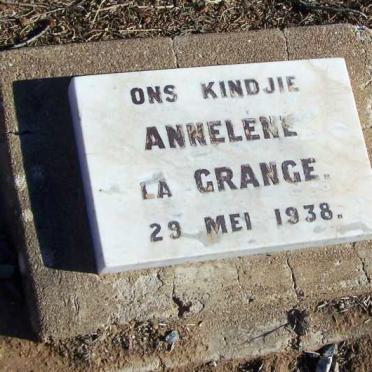 ONS KINDJIE
ANNELENE
LA GRANGE.
29 MEI 1938.